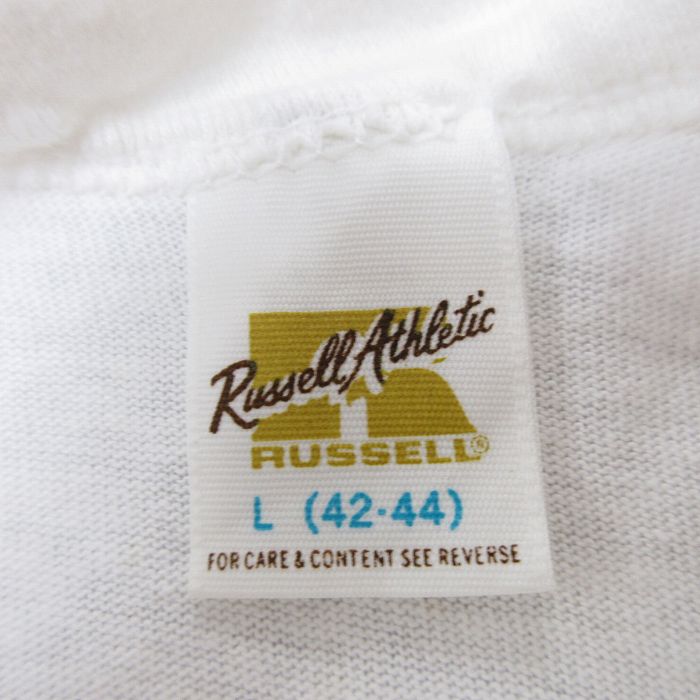 Russell Athletic
RUSSELL®
L (42-44)
FOR CARE & CONTENT SEE REVERSE